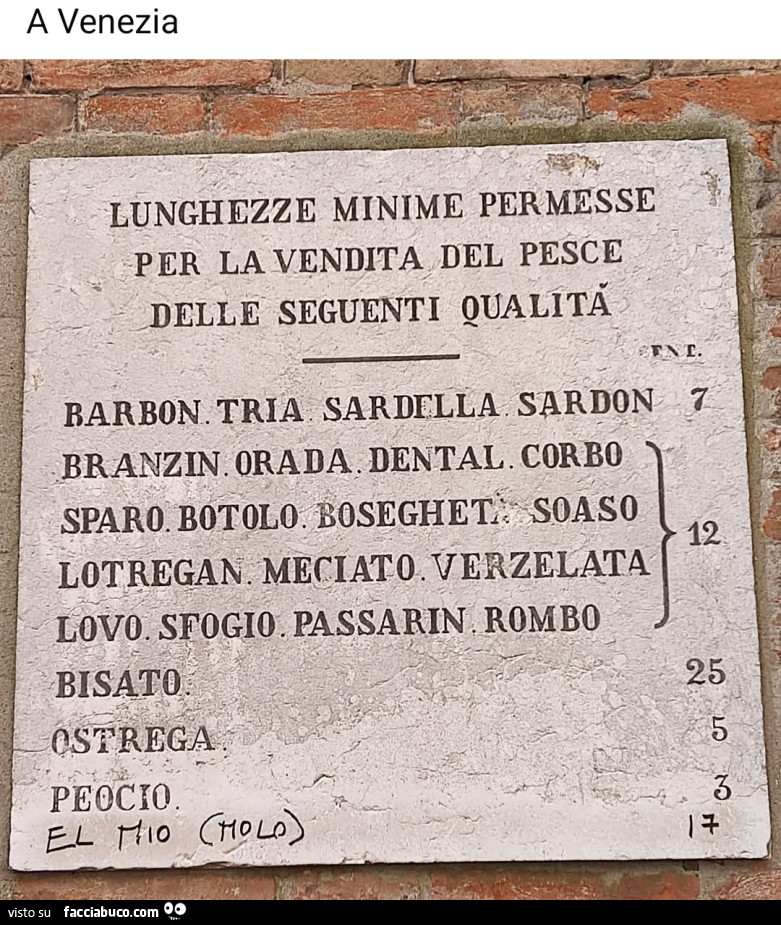 A Venezia
LUNGHEZZE MINIME PERMESSE
PER LA VENDITA DEL PESCE
DELLE SEGUENTI QUALITÁ
BARBON. TRIA. SARDELLA. SARDON 7
BRANZIN. ORADA. DENTAL. CORBO
SPARO. BOTOLO. SOASO
12
LOTREGAN. MECIATO. VERZELATA
LOVO. SFOGIO. PASSARIN. ROMBO
BISATO. 25
OSTREGA. 5
PEOCIO. 3
EL MIO (MOLO) 17
visto su facciabuco.com